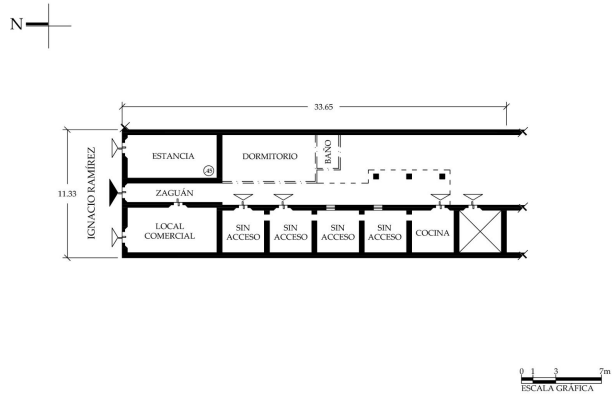 N
33.65
11.33
IGNACIO RAMÍREZ
ESTANCIA
45
DORMITORIO
BAÑO
ZAGUÁN
LOCAL
COMERCIAL
SIN
ACCESO
SIN
ACCESO
SIN
ACCESO
SIN
ACCESO
COCINA
0 1 3 7m
ESCALA GRÁFICA